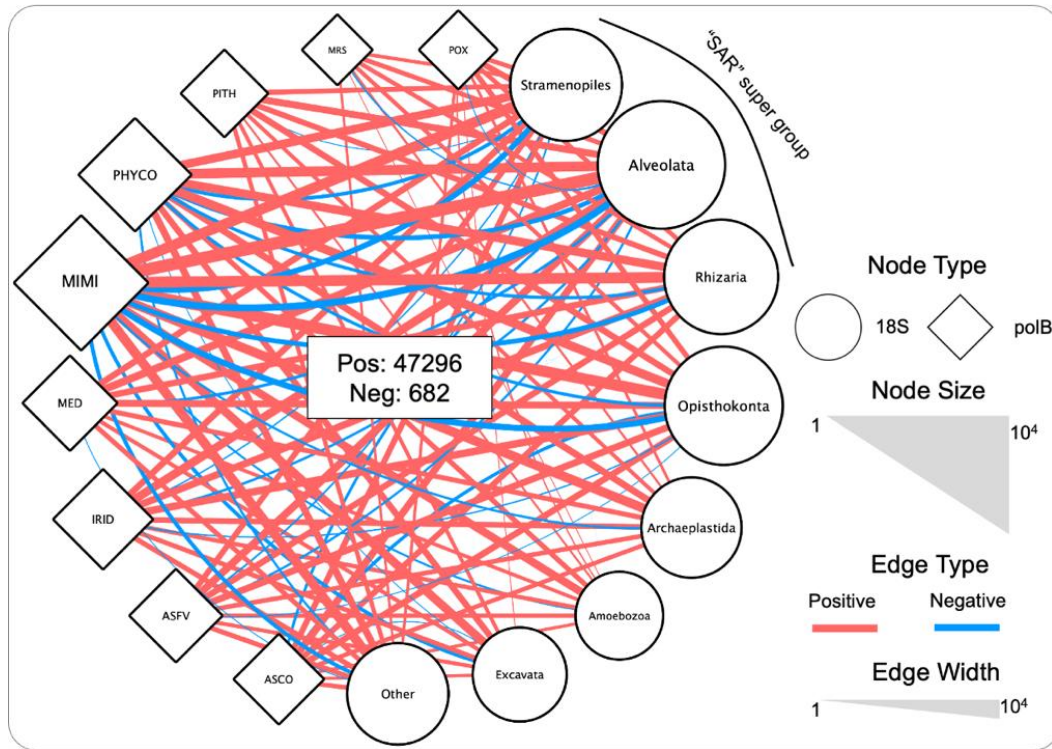 MRS
POX
PITH
Stramenopiles
“SAR” super group
Alveolata
PHYCO
MIMI
Rhizaria
Node Type
18S
polB
Pos: 47296
Neg: 682
MED
Opisthokonta
Node Size
1
10⁴
IRID
Archaeplastida
Edge Type
Positive
Negative
ASFV
Amoebozoa
ASCO
Other
Excavata
Edge Width
1
10⁴